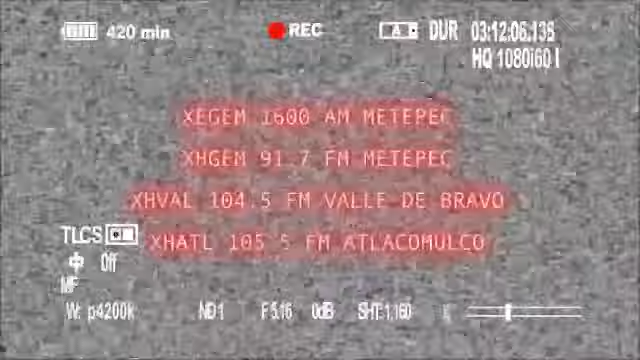 420 min
REC
A DUR 03:12:06.136
HQ 1080i60
XEGEM 1600 AM METEPEC
XHGEM 91.7 FM METEPEC
XHVAL 104.5 FM VALLE DE BRAVO
XHATL 105.5 FM ATLACOMULCO
TLCS
Off
MF
W: p4200k ND1 F5.16 0dB SHT:1,160